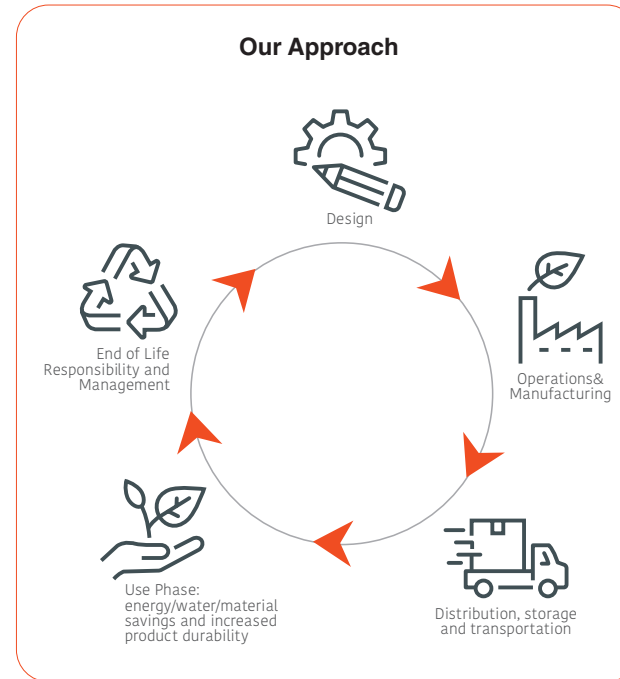 Our Approach
Design
Operations&
Manufacturing
Distribution, storage
and transportation
Use Phase:
energy/water/material
savings and increased
product durability
End of Life
Responsibility and
Management